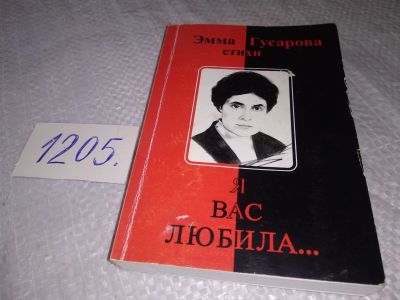 Эмма Гусарова
стихи
1205.
Я
ВАС
ЛЮБИЛА...